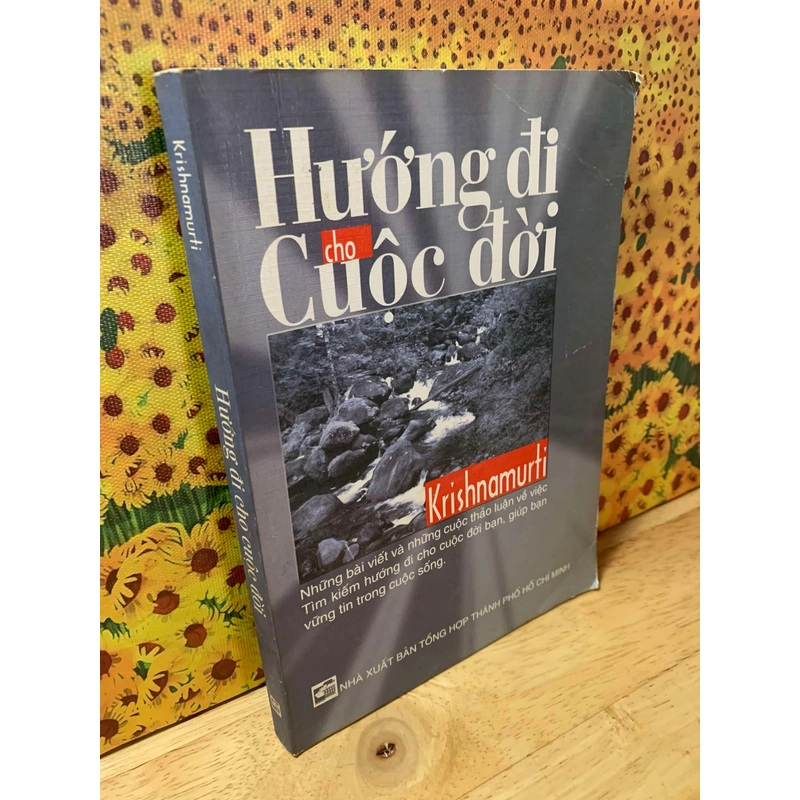 Krishnamurti
Hướng đi cho cuộc đời
Hướng đi
cho
Cuộc đời
Krishnamurti
Những bài viết và những cuộc thảo luận về việc
Tìm kiếm hướng đi cho cuộc đời bạn, giúp bạn
vững tin trong cuộc sống.
NHÀ XUẤT BẢN TỔNG HỢP THÀNH PHỐ HỒ CHÍ MINH